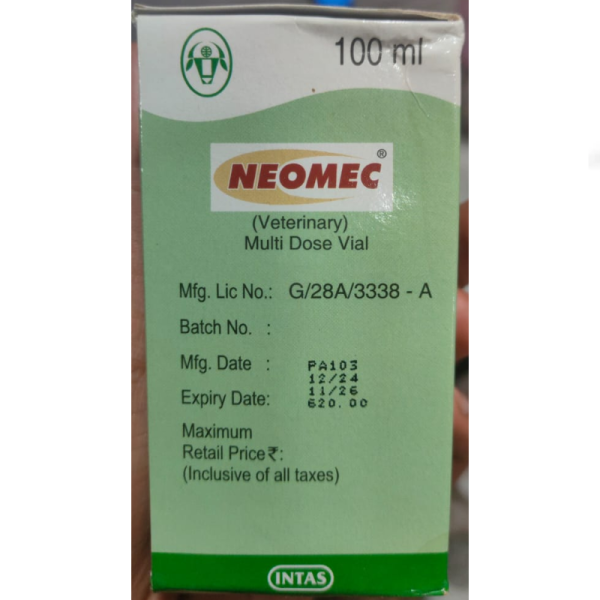 100 ml
NEOMEC®
(Veterinary)
Multi Dose Vial
Mfg. Lic No.: G/28A/3338 - A
Batch No. :
Mfg. Date : PA103
12/24
Expiry Date: 11/26
620.00
Maximum
Retail Price ₹:
(Inclusive of all taxes)
INTAS